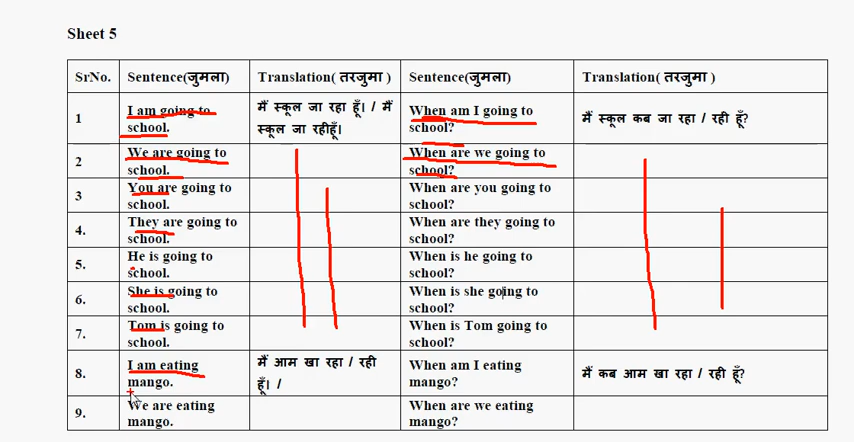 Sheet 5
SrNo. Sentence(जुमला) Translation( तरजुमा ) Sentence(जुमला) Translation( तरजुमा )
1 I am going to school. मैं स्कूल जा रहा हूँ। / मैं स्कूल जा रहीहूँ। When am I going to school? मैं स्कूल कब जा रहा / रही हूँ?
2 We are going to school. When are we going to school?
3 You are going to school. When are you going to school?
4. They are going to school. When are they going to school?
5. He is going to school. When is he going to school?
6. She is going to school. When is she going to school?
7. Tom is going to school. When is Tom going to school?
8. I am eating mango. मैं आम खा रहा / रही हूँ। / When am I eating mango? मैं कब आम खा रहा / रही हूँ?
9. We are eating mango. When are we eating mango?